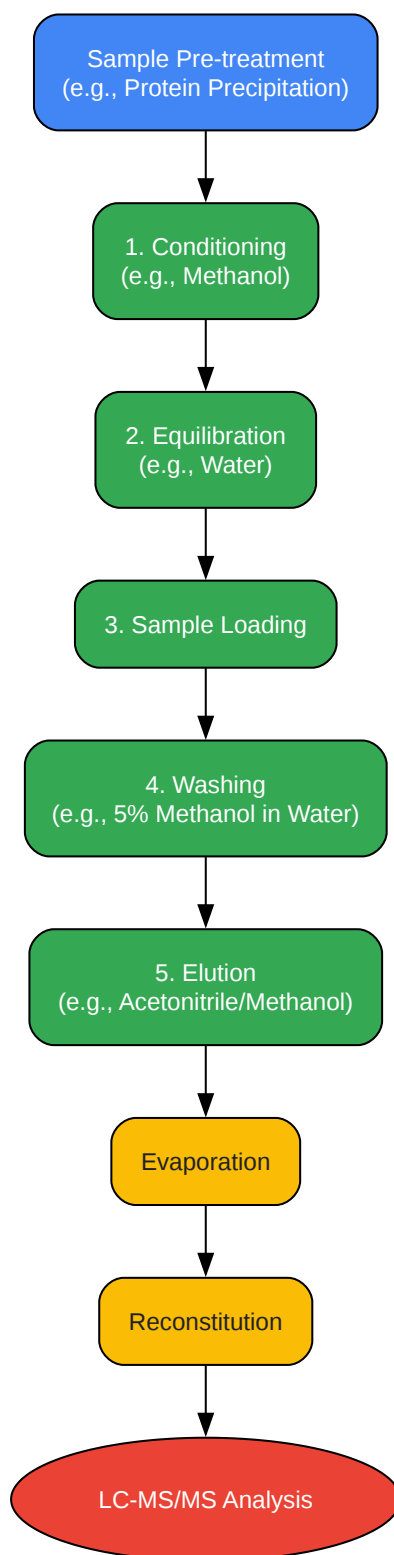 Sample Pre-treatment
(e.g., Protein Precipitation)
1. Conditioning
(e.g., Methanol)
2. Equilibration
(e.g., Water)
3. Sample Loading
4. Washing
(e.g., 5% Methanol in Water)
5. Elution
(e.g., Acetonitrile/Methanol)
Evaporation
Reconstitution
LC-MS/MS Analysis